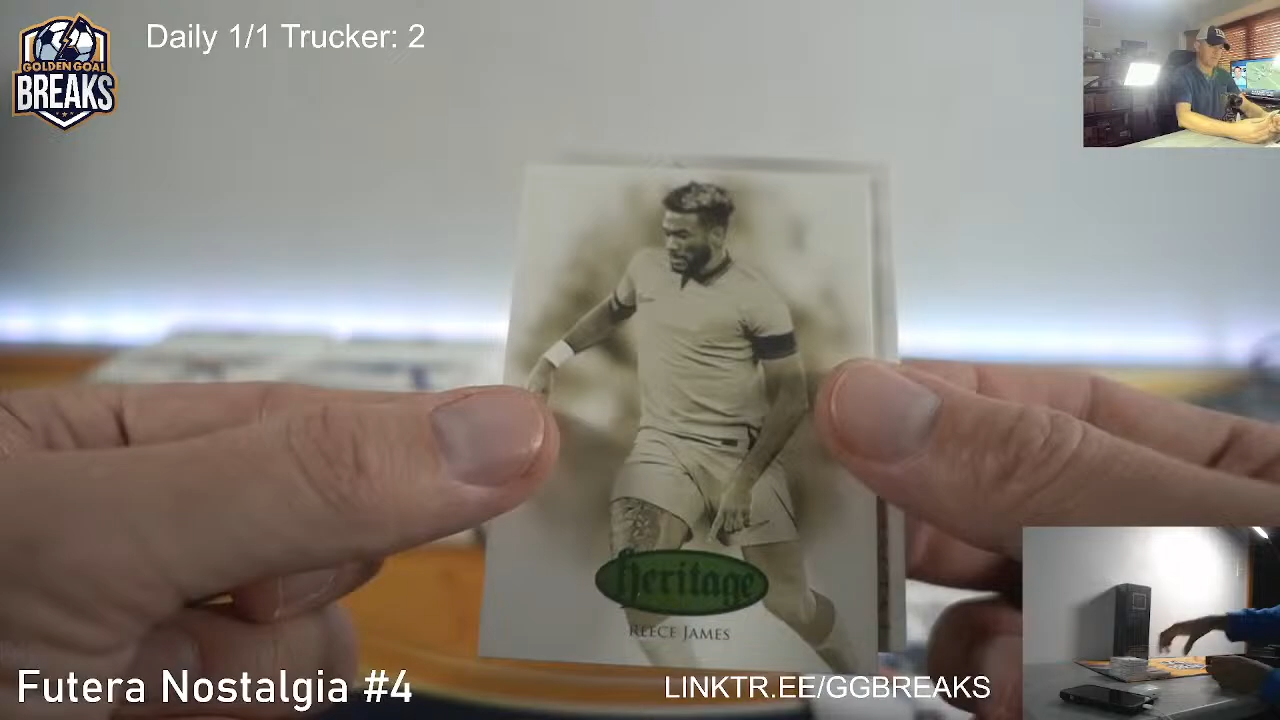 Daily 1/1 Trucker: 2
GOLDEN GOAL
BREAKS
Heritage
REECE JAMES
Futera Nostalgia #4
LINKTR.EE/GGBREAKS